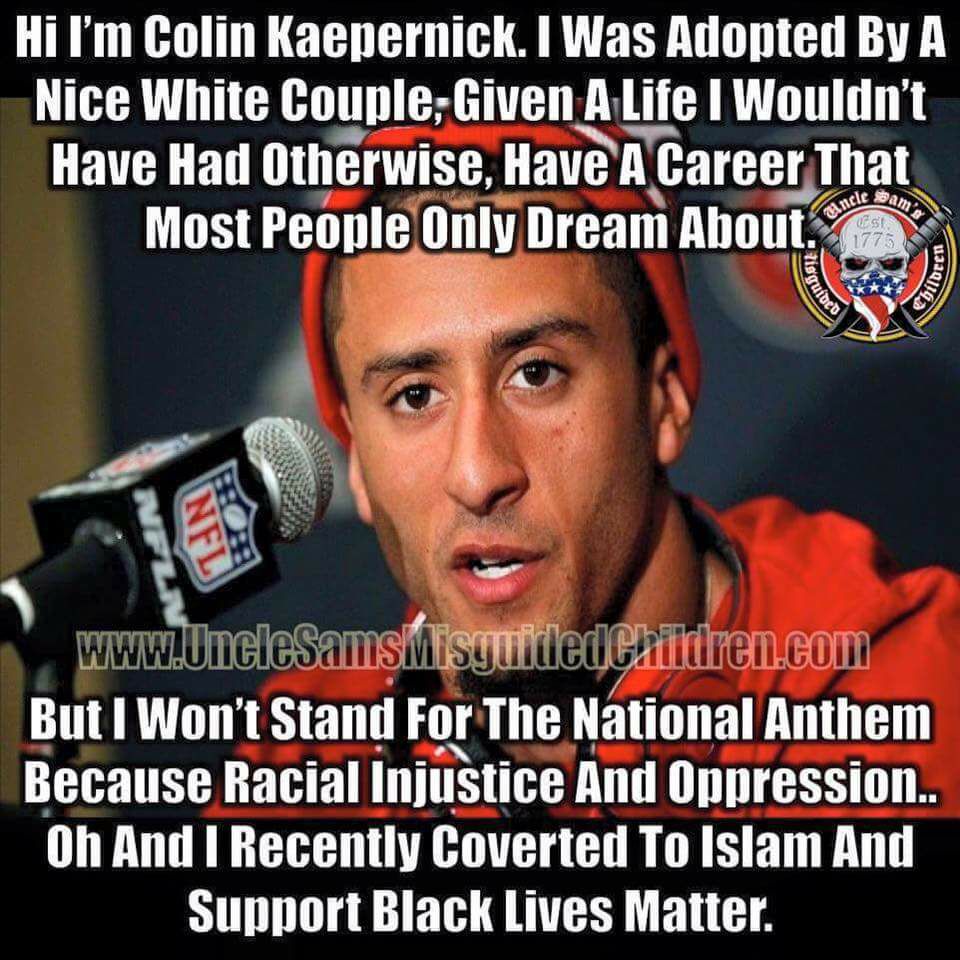 Hi I'm Colin Kaepernick. I Was Adopted By A
Nice White Couple, Given A Life I Wouldn't
Have Had Otherwise, Have A Career That
Most People Only Dream About.
Uncle Sam's
Est.
1775
Misguided
Children
NFL
NFLN
www.UncleSamsMisguidedChildren.com
But I Won't Stand For The National Anthem
Because Racial Injustice And Oppression..
Oh And I Recently Coverted To Islam And
Support Black Lives Matter.